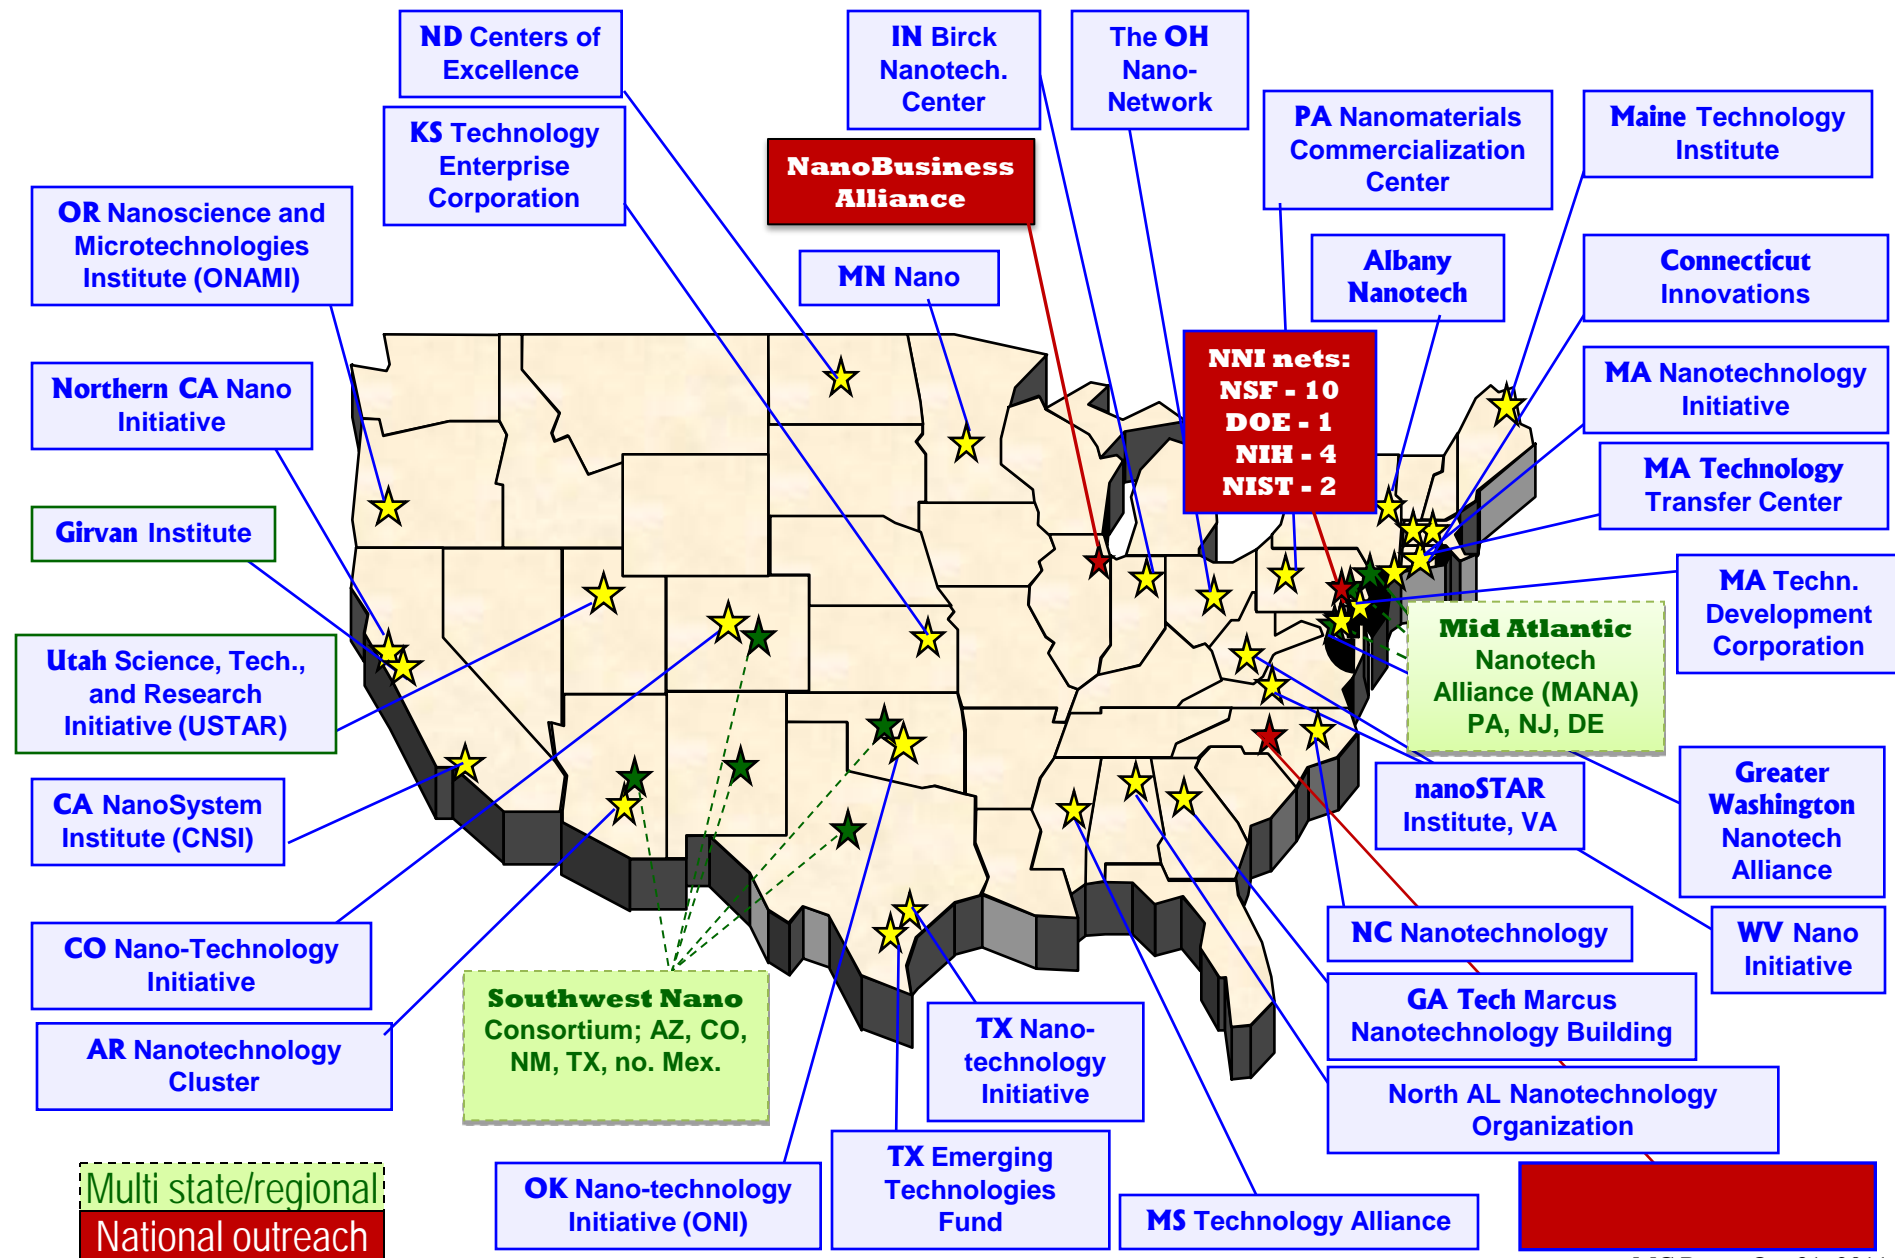 ND Centers of
Excellence
IN Birck
Nanotech.
Center
The OH
Nano-
Network
KS Technology
Enterprise
Corporation
NanoBusiness
Alliance
PA Nanomaterials
Commercialization
Center
Maine Technology
Institute
OR Nanoscience and
Microtechnologies
Institute (ONAMI)
MN Nano
Albany
Nanotech
Connecticut
Innovations
NNI nets:
NSF - 10
DOE - 1
NIH - 4
NIST - 2
Northern CA Nano
Initiative
MA Nanotechnology
Initiative
MA Technology
Transfer Center
Girvan Institute
MA Techn.
Development
Corporation
Utah Science, Tech.,
and Research
Initiative (USTAR)
Mid Atlantic
Nanotech
Alliance (MANA)
PA, NJ, DE
CA NanoSystem
Institute (CNSI)
nanoSTAR
Institute, VA
Greater
Washington
Nanotech
Alliance
CO Nano-Technology
Initiative
NC Nanotechnology
WV Nano
Initiative
Southwest Nano
Consortium; AZ, CO,
NM, TX, no. Mex.
GA Tech Marcus
Nanotechnology Building
AR Nanotechnology
Cluster
TX Nano-
technology
Initiative
North AL Nanotechnology
Organization
Multi state/regional
National outreach
OK Nano-technology
Initiative (ONI)
TX Emerging
Technologies
Fund
MS Technology Alliance